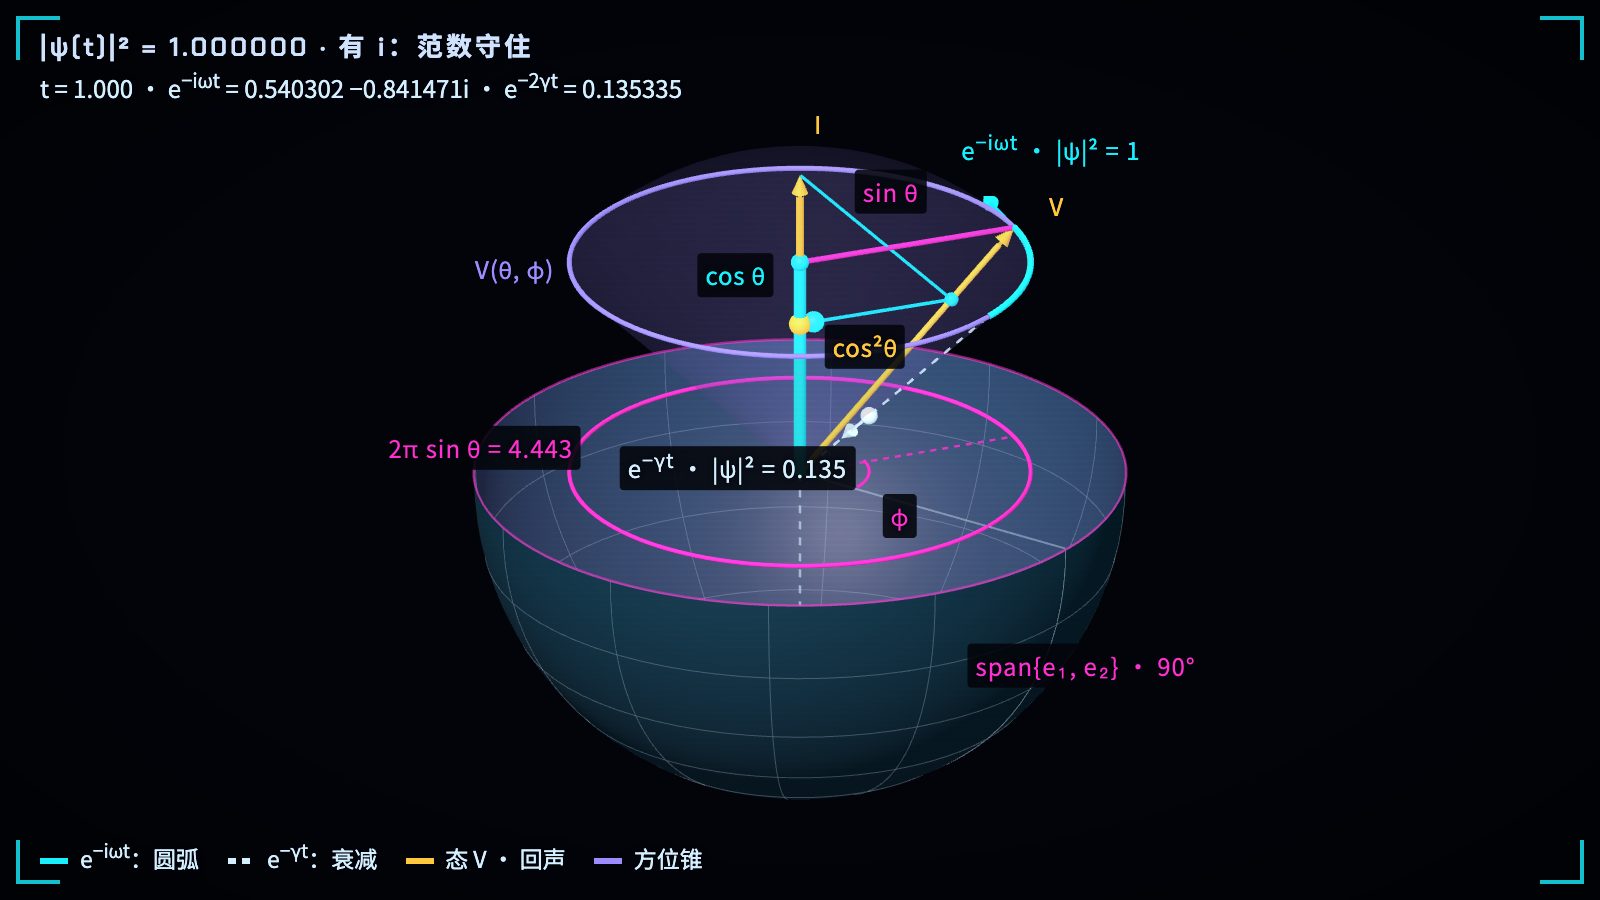 |ψ(t)|² = 1.000000 · 有 i：范数守住
t = 1.000 · e⁻ⁱωᵗ = 0.540302 −0.841471i · e⁻²ᵞᵗ = 0.135335
I
e⁻ⁱωᵗ · |ψ|² = 1
sin θ
V
V(θ, ϕ)
cos θ
cos²θ
2π sin θ = 4.443
e⁻ᵞᵗ · |ψ|² = 0.135
ϕ
span{e₁, e₂} · 90°
e⁻ⁱωᵗ：圆弧
e⁻ᵞᵗ：衰减
态 V · 回声
方位锥